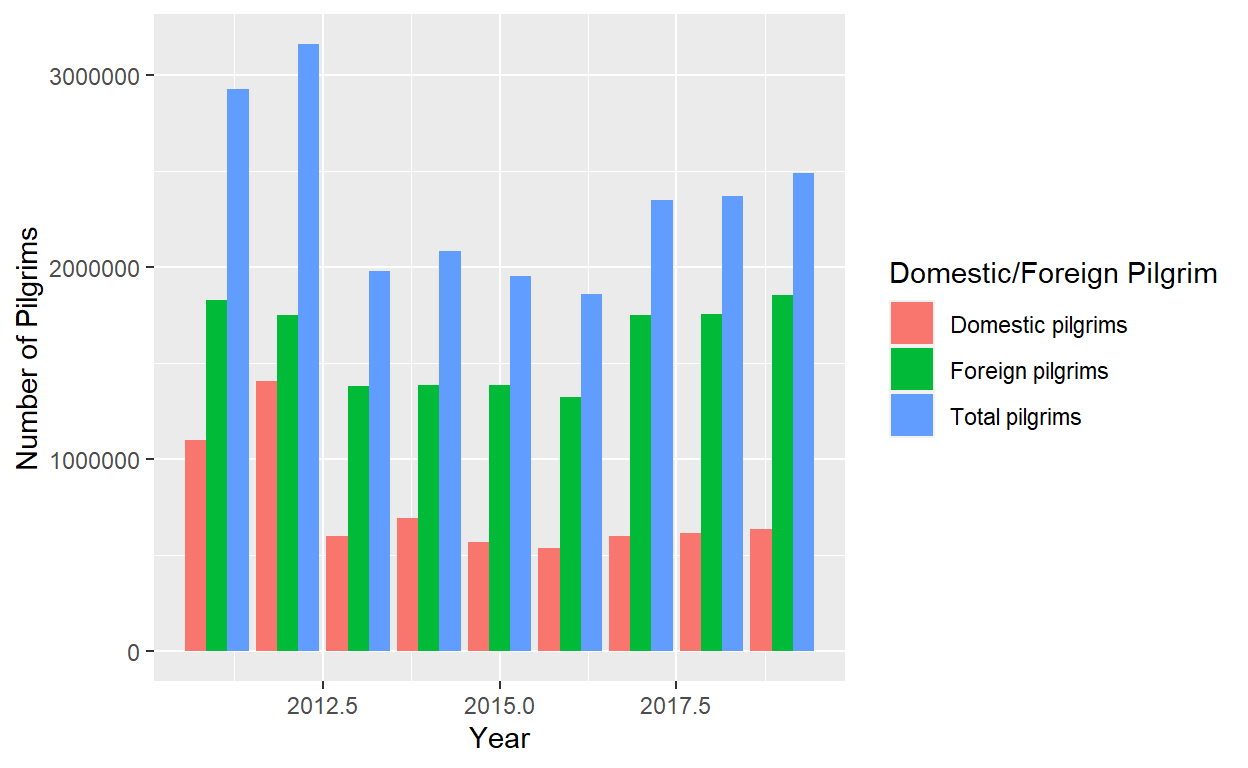 3000000
2000000
1000000
0
Number of Pilgrims
2012.5
2015.0
2017.5
Year
Domestic/Foreign Pilgrim
Domestic pilgrims
Foreign pilgrims
Total pilgrims